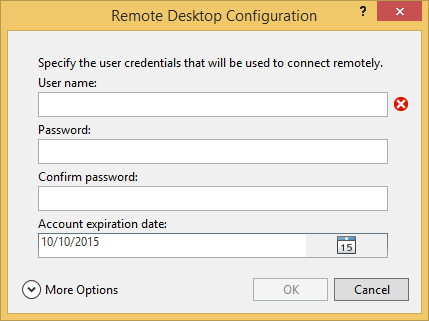 Remote Desktop Configuration ? ×
Specify the user credentials that will be used to connect remotely.
User name:
Password:
Confirm password:
Account expiration date:
10/10/2015 15
More Options OK Cancel